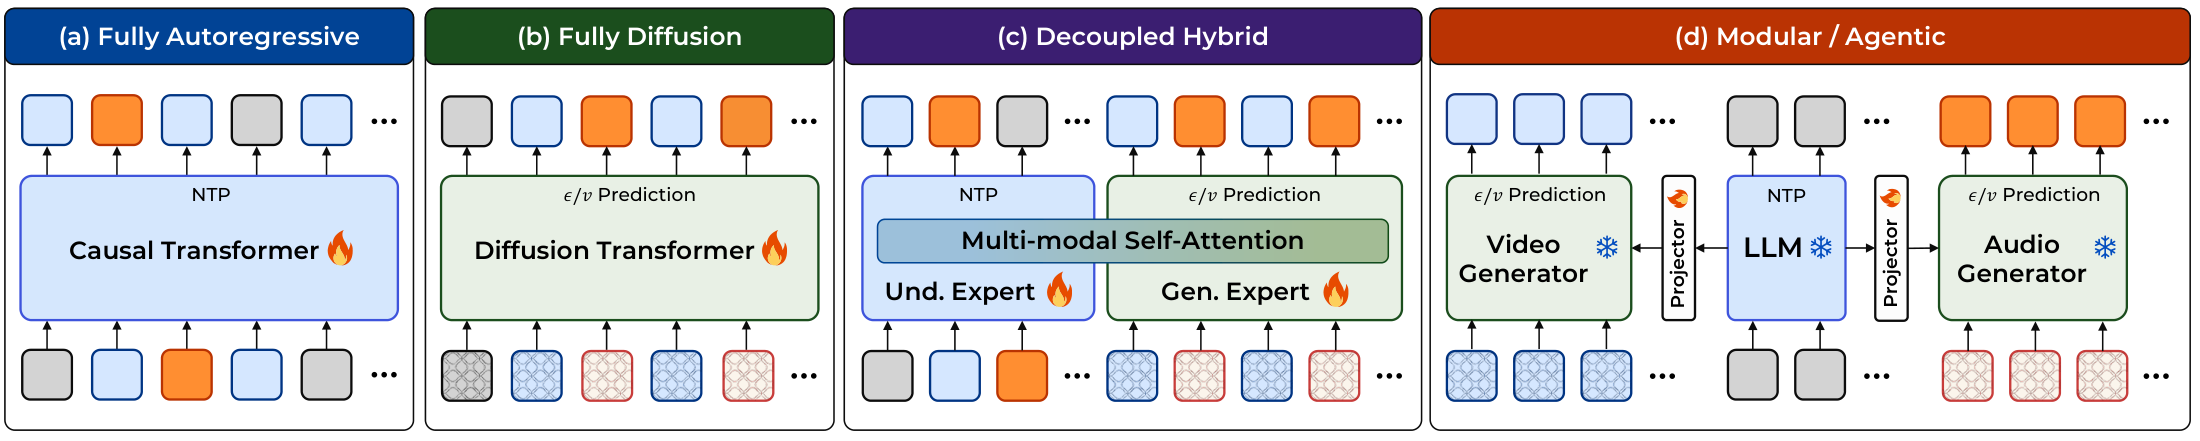 (a) Fully Autoregressive
NTP
Causal Transformer
...
...
(b) Fully Diffusion
ϵ/v Prediction
Diffusion Transformer
...
...
(c) Decoupled Hybrid
...
...
NTP
ϵ/v Prediction
Multi-modal Self-Attention
Und. Expert
Gen. Expert
...
...
(d) Modular / Agentic
...
...
...
ϵ/v Prediction
Video
Generator
Projector
NTP
LLM
Projector
ϵ/v Prediction
Audio
Generator
...
...
...